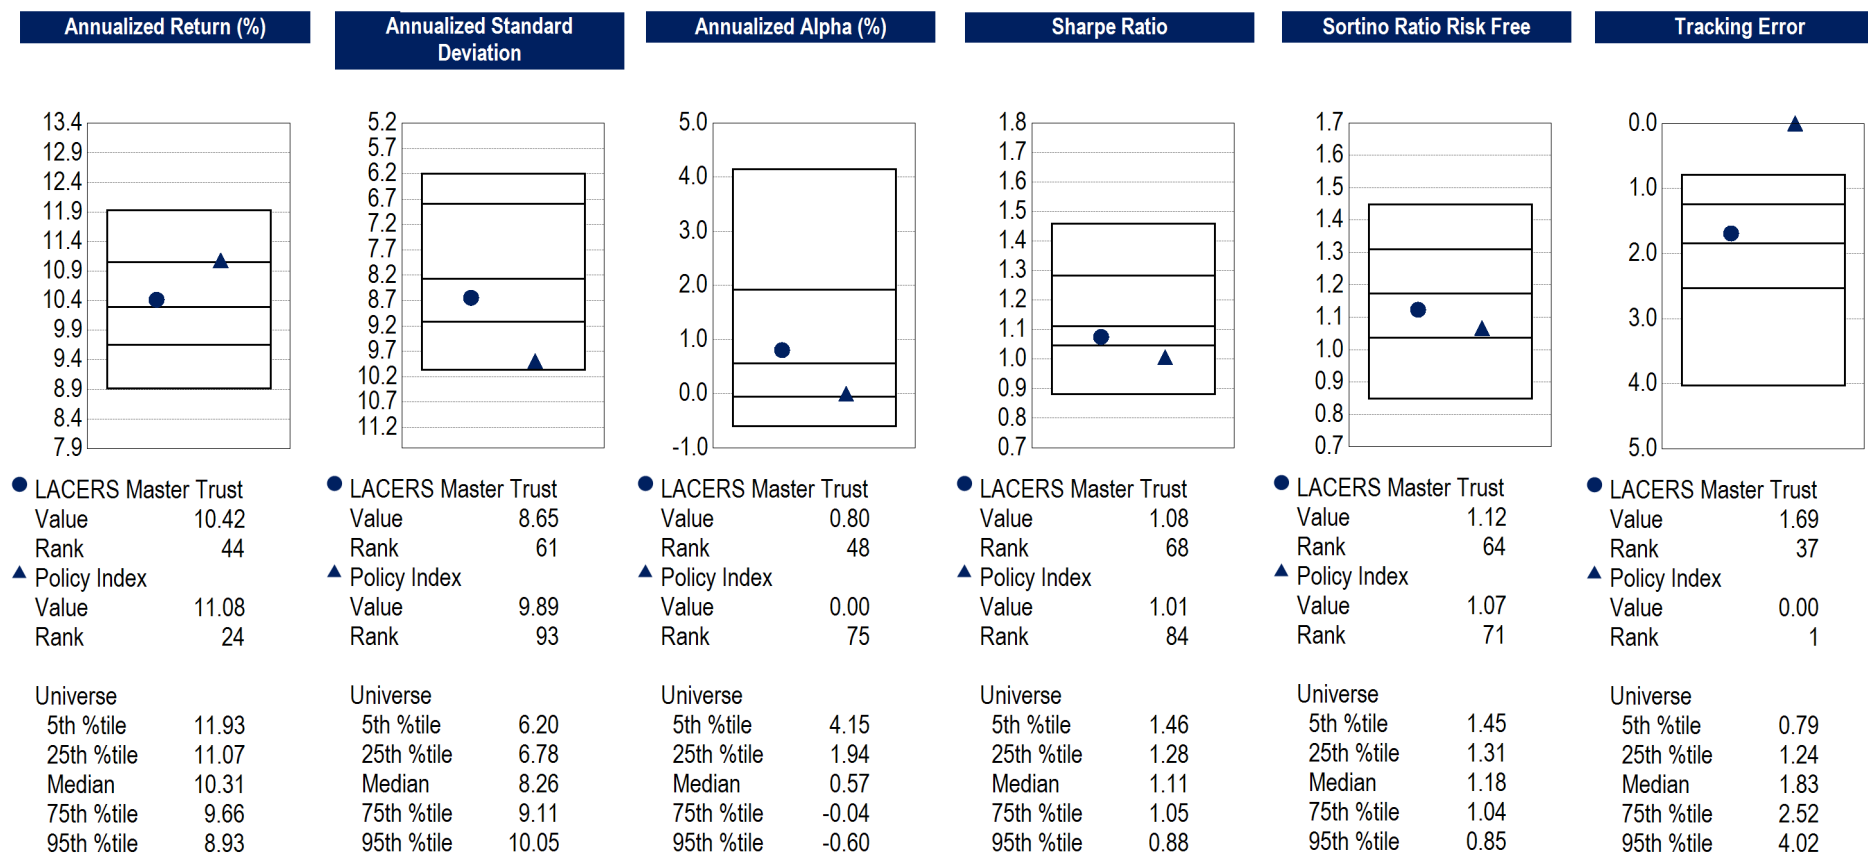 Annualized Return (%)
13.4
12.9
12.4
11.9
11.4
10.9
10.4
9.9
9.4
8.9
8.4
7.9
LACERS Master Trust
Value 10.42
Rank 44
Policy Index
Value 11.08
Rank 24
Universe
5th %tile 11.93
25th %tile 11.07
Median 10.31
75th %tile 9.66
95th %tile 8.93
Annualized Standard
Deviation
5.2
5.7
6.2
6.7
7.2
7.7
8.2
8.7
9.2
9.7
10.2
10.7
11.2
LACERS Master Trust
Value 8.65
Rank 61
Policy Index
Value 9.89
Rank 93
Universe
5th %tile 6.20
25th %tile 6.78
Median 8.26
75th %tile 9.11
95th %tile 10.05
Annualized Alpha (%)
5.0
4.0
3.0
2.0
1.0
0.0
-1.0
LACERS Master Trust
Value 0.80
Rank 48
Policy Index
Value 0.00
Rank 75
Universe
5th %tile 4.15
25th %tile 1.94
Median 0.57
75th %tile -0.04
95th %tile -0.60
Sharpe Ratio
1.8
1.7
1.6
1.5
1.4
1.3
1.2
1.1
1.0
0.9
0.8
0.7
LACERS Master Trust
Value 1.08
Rank 68
Policy Index
Value 1.01
Rank 84
Universe
5th %tile 1.46
25th %tile 1.28
Median 1.11
75th %tile 1.05
95th %tile 0.88
Sortino Ratio Risk Free
1.7
1.6
1.5
1.4
1.3
1.2
1.1
1.0
0.9
0.8
0.7
LACERS Master Trust
Value 1.12
Rank 64
Policy Index
Value 1.07
Rank 71
Universe
5th %tile 1.45
25th %tile 1.31
Median 1.18
75th %tile 1.04
95th %tile 0.85
Tracking Error
0.0
1.0
2.0
3.0
4.0
5.0
LACERS Master Trust
Value 1.69
Rank 37
Policy Index
Value 0.00
Rank 1
Universe
5th %tile 0.79
25th %tile 1.24
Median 1.83
75th %tile 2.52
95th %tile 4.02